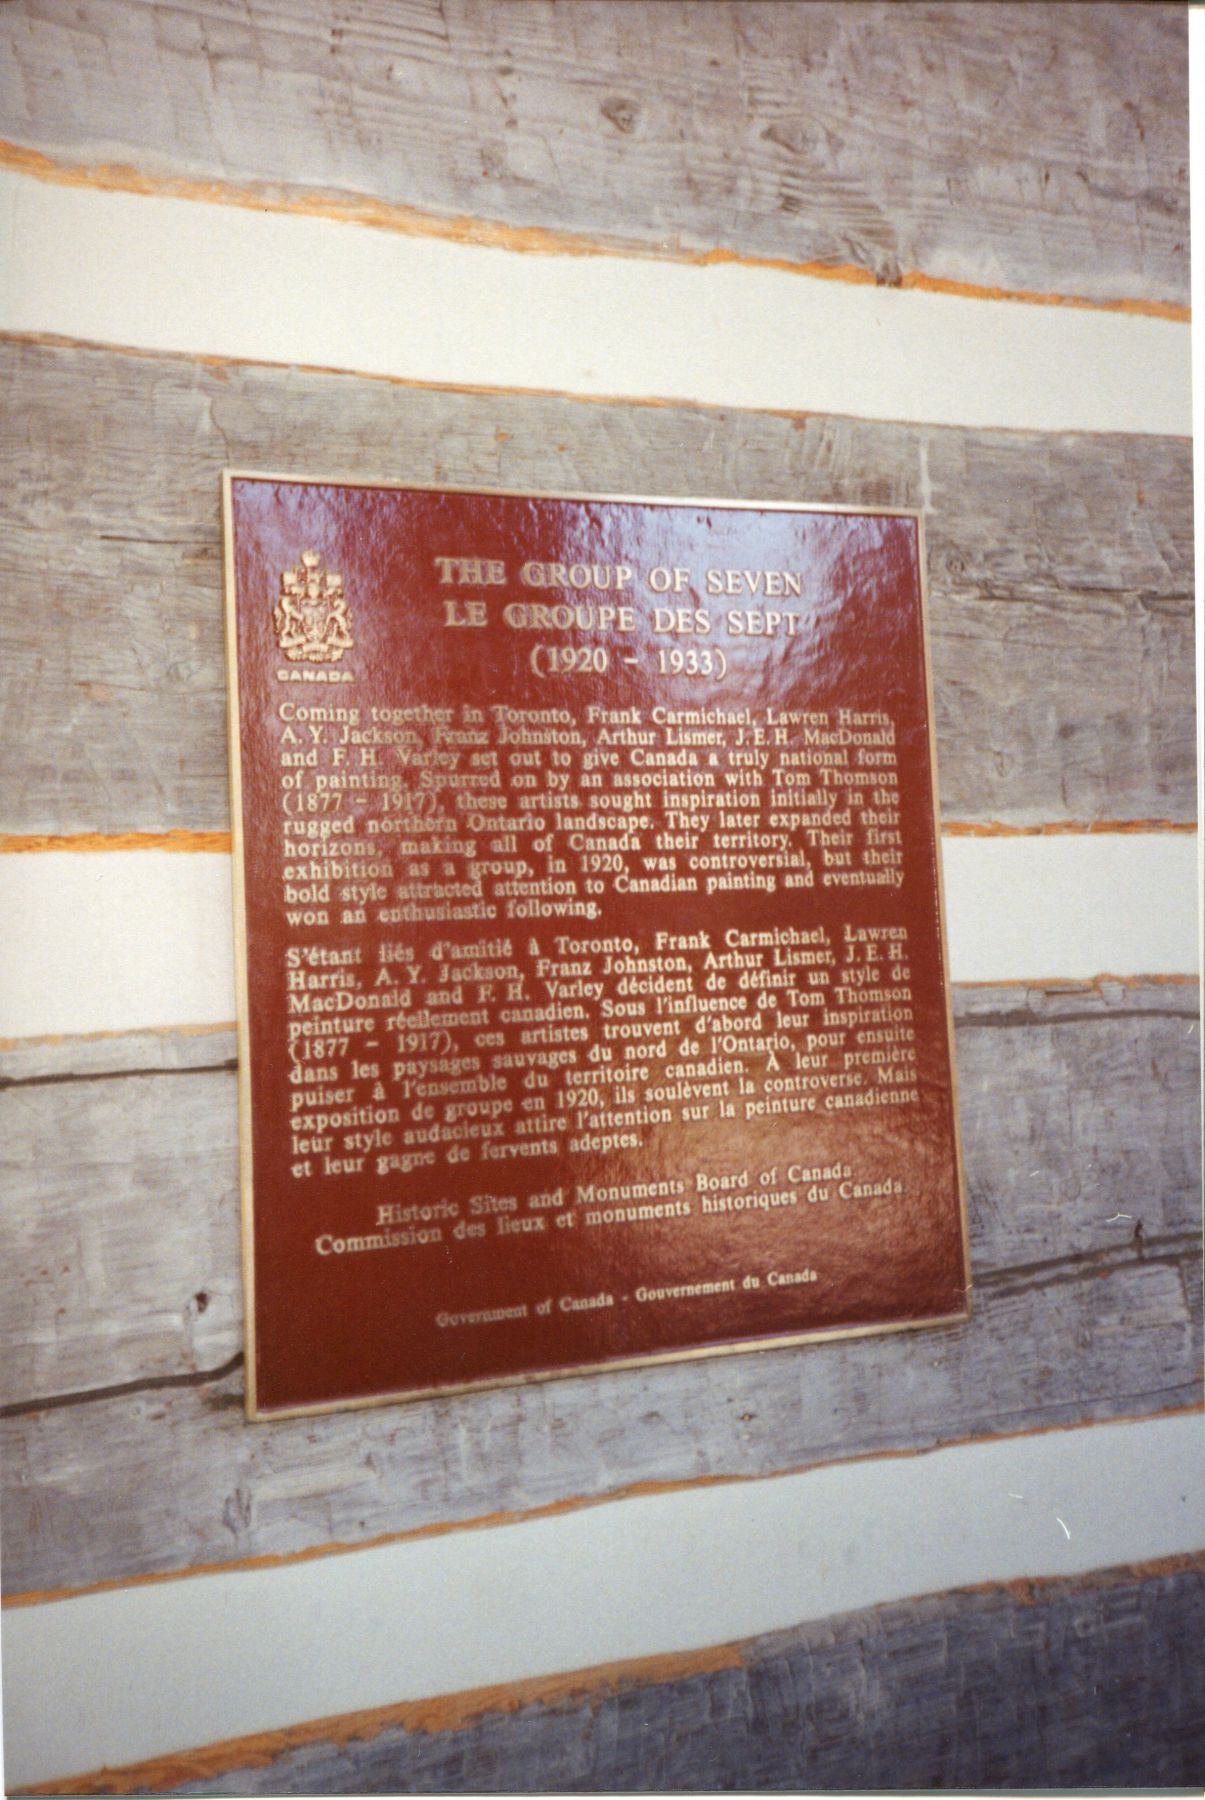 CANADA
THE GROUP OF SEVEN
LE GROUPE DES SEPT
(1920 - 1933)
Coming together in Toronto, Frank Carmichael, Lawren Harris,
A. Y. Jackson, Franz Johnston, Arthur Lismer, J. E. H. MacDonald
and F. H. Varley set out to give Canada a truly national form
of painting. Spurred on by an association with Tom Thomson
(1877 - 1917), these artists sought inspiration initially in the
rugged northern Ontario landscape. They later expanded their
horizons, making all of Canada their territory. Their first
exhibition as a group, in 1920, was controversial, but their
bold style attracted attention to Canadian painting and eventually
won an enthusiastic following.
S'étant liés d'amitié à Toronto, Frank Carmichael, Lawren
Harris, A. Y. Jackson, Franz Johnston, Arthur Lismer, J. E. H.
MacDonald and F. H. Varley décident de définir un style de
peinture réellement canadien. Sous l'influence de Tom Thomson
(1877 - 1917), ces artistes trouvent d'abord leur inspiration
dans les paysages sauvages du nord de l'Ontario, pour ensuite
puiser à l'ensemble du territoire canadien. À leur première
exposition de groupe en 1920, ils soulèvent la controverse. Mais
leur style audacieux attire l'attention sur la peinture canadienne
et leur gagne de fervents adeptes.
Historic Sites and Monuments Board of Canada
Commission des lieux et monuments historiques du Canada
Government of Canada - Gouvernement du Canada